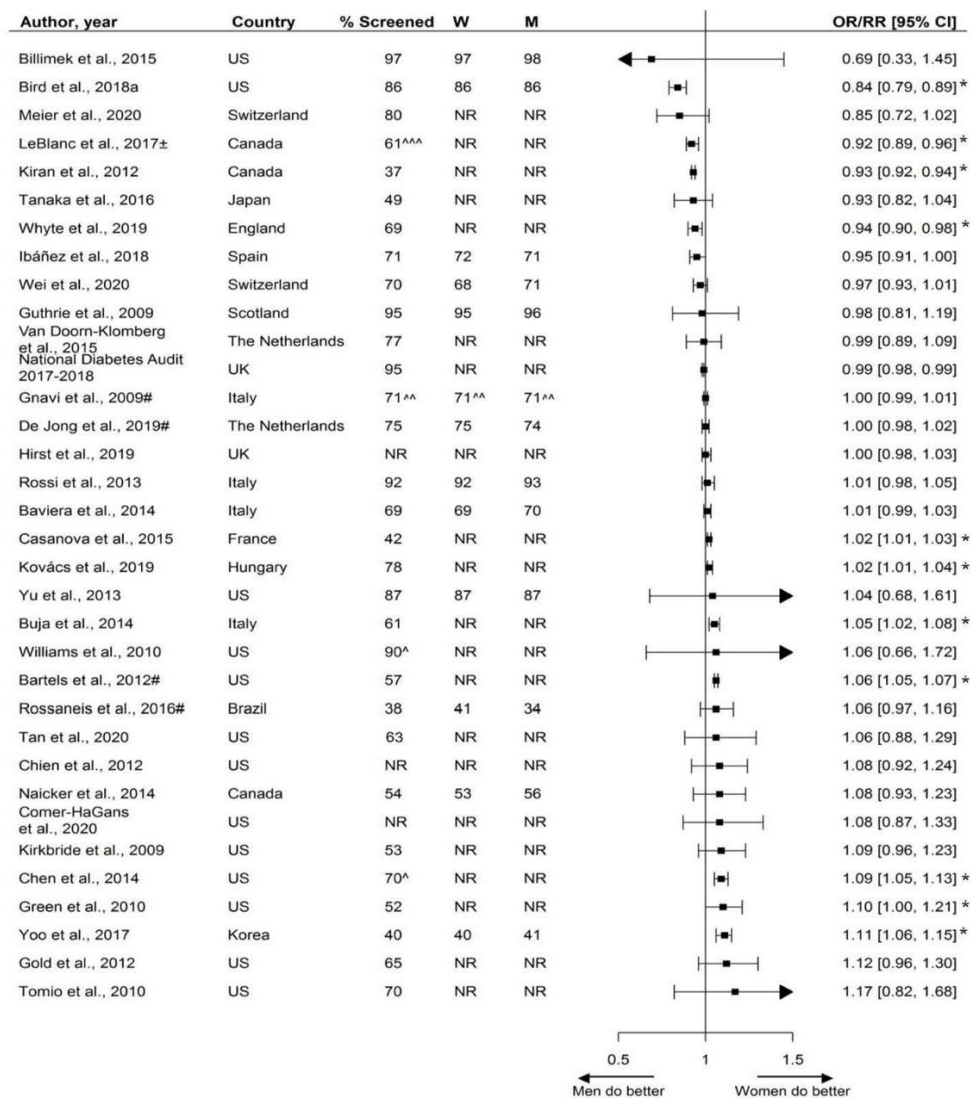 Author, year Country % Screened W M OR/RR [95% CI]
Billimek et al., 2015 US 97 97 98 0.69 [0.33, 1.45]
Bird et al., 2018a US 86 86 86 0.84 [0.79, 0.89] *
Meier et al., 2020 Switzerland 80 NR NR 0.85 [0.72, 1.02]
LeBlanc et al., 2017± Canada 61^^^ NR NR 0.92 [0.89, 0.96] *
Kiran et al., 2012 Canada 37 NR NR 0.93 [0.92, 0.94] *
Tanaka et al., 2016 Japan 49 NR NR 0.93 [0.82, 1.04]
Whyte et al., 2019 England 69 NR NR 0.94 [0.90, 0.98] *
Ibáñez et al., 2018 Spain 71 72 71 0.95 [0.91, 1.00]
Wei et al., 2020 Switzerland 70 68 71 0.97 [0.93, 1.01]
Guthrie et al., 2009 Scotland 95 95 96 0.98 [0.81, 1.19]
Van Doorn-Klomberg
et al., 2015 The Netherlands 77 NR NR 0.99 [0.89, 1.09]
National Diabetes Audit
2017-2018 UK 95 NR NR 0.99 [0.98, 0.99]
Gnavi et al., 2009# Italy 71^^ 71^^ 71^^ 1.00 [0.99, 1.01]
De Jong et al., 2019# The Netherlands 75 75 74 1.00 [0.98, 1.02]
Hirst et al., 2019 UK NR NR NR 1.00 [0.98, 1.03]
Rossi et al., 2013 Italy 92 92 93 1.01 [0.98, 1.05]
Baviera et al., 2014 Italy 69 69 70 1.01 [0.99, 1.03]
Casanova et al., 2015 France 42 NR NR 1.02 [1.01, 1.03] *
Kovács et al., 2019 Hungary 78 NR NR 1.02 [1.01, 1.04] *
Yu et al., 2013 US 87 87 87 1.04 [0.68, 1.61]
Buja et al., 2014 Italy 61 NR NR 1.05 [1.02, 1.08] *
Williams et al., 2010 US 90^ NR NR 1.06 [0.66, 1.72]
Bartels et al., 2012# US 57 NR NR 1.06 [1.05, 1.07] *
Rossaneis et al., 2016# Brazil 38 41 34 1.06 [0.97, 1.16]
Tan et al., 2020 US 63 NR NR 1.06 [0.88, 1.29]
Chien et al., 2012 US NR NR NR 1.08 [0.92, 1.24]
Naicker et al., 2014 Canada 54 53 56 1.08 [0.93, 1.23]
Comer-HaGans
et al., 2020 US NR NR NR 1.08 [0.87, 1.33]
Kirkbride et al., 2009 US 53 NR NR 1.09 [0.96, 1.23]
Chen et al., 2014 US 70^ NR NR 1.09 [1.05, 1.13] *
Green et al., 2010 US 52 NR NR 1.10 [1.00, 1.21] *
Yoo et al., 2017 Korea 40 40 41 1.11 [1.06, 1.15] *
Gold et al., 2012 US 65 NR NR 1.12 [0.96, 1.30]
Tomio et al., 2010 US 70 NR NR 1.17 [0.82, 1.68]
0.5 1 1.5
Men do better Women do better